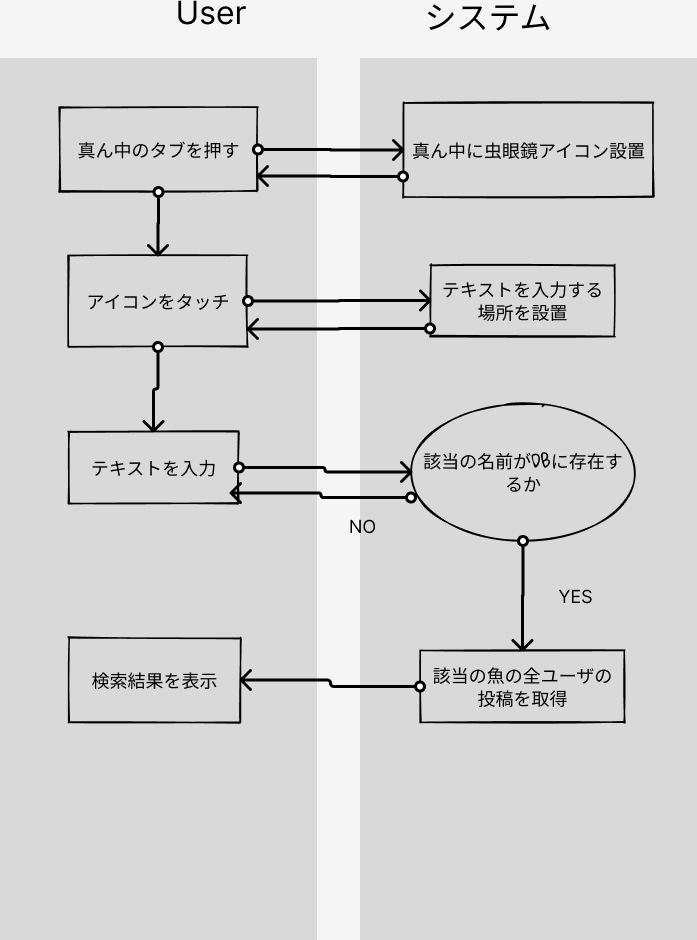 User
システム
真ん中のタブを押す
真ん中に虫眼鏡アイコン設置
アイコンをタッチ
テキストを入力する
場所を設置
テキストを入力
該当の名前がDBに存在す
るか
NO
YES
検索結果を表示
該当の魚の全ユーザの
投稿を取得